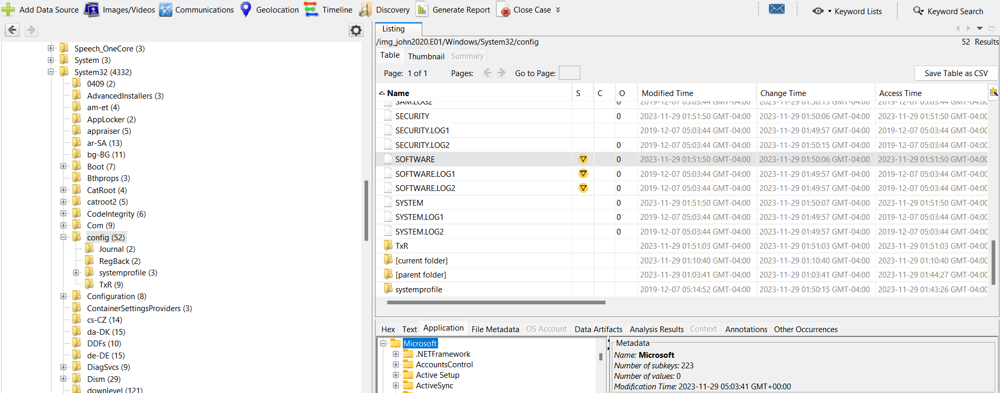 Add Data Source Images/Videos Communications Geolocation Timeline Discovery Generate Report Close Case Keyword Lists Keyword Search
Speech_OneCore (3)
System (3)
System32 (4332)
0409 (2)
AdvancedInstallers (3)
am-et (4)
AppLocker (2)
appraiser (5)
ar-SA (13)
bg-BG (11)
Boot (7)
Bthprops (3)
CatRoot (4)
catroot2 (5)
CodeIntegrity (6)
Com (9)
config (52)
Journal (2)
RegBack (2)
systemprofile (3)
TxR (9)
Configuration (8)
ContainerSettingsProviders (3)
cs-CZ (14)
da-DK (15)
DDFs (10)
de-DE (15)
DiagSvcs (9)
Dism (29)
downlevel (121)
Listing
/img_john2020.E01/Windows/System32/config 52 Results
Table Thumbnail Summary
Page: 1 of 1 Pages: Go to Page: Save Table as CSV
Name S C O Modified Time Change Time Access Time
SAM.LOG2 0 2019-12-07 05:03:44 GMT-04:00 2023-11-29 01:50:15 GMT-04:00 2019-12-07 05:03:44 GMT-04:00
SECURITY 0 2023-11-29 01:51:50 GMT-04:00 2023-11-29 01:50:06 GMT-04:00 2023-11-29 01:51:50 GMT-04:00
SECURITY.LOG1 2019-12-07 05:03:44 GMT-04:00 2023-11-29 01:49:57 GMT-04:00 2019-12-07 05:03:44 GMT-04:00
SECURITY.LOG2 0 2019-12-07 05:03:44 GMT-04:00 2023-11-29 01:50:15 GMT-04:00 2019-12-07 05:03:44 GMT-04:00
SOFTWARE 0 2023-11-29 01:51:50 GMT-04:00 2023-11-29 01:50:06 GMT-04:00 2023-11-29 01:51:50 GMT-04:00
SOFTWARE.LOG1 0 2019-12-07 05:03:44 GMT-04:00 2023-11-29 01:49:57 GMT-04:00 2019-12-07 05:03:44 GMT-04:00
SOFTWARE.LOG2 0 2019-12-07 05:03:44 GMT-04:00 2023-11-29 01:49:57 GMT-04:00 2019-12-07 05:03:44 GMT-04:00
SYSTEM 0 2023-11-29 01:51:50 GMT-04:00 2023-11-29 01:50:07 GMT-04:00 2023-11-29 01:51:50 GMT-04:00
SYSTEM.LOG1 0 2019-12-07 05:03:44 GMT-04:00 2023-11-29 01:49:57 GMT-04:00 2019-12-07 05:03:44 GMT-04:00
SYSTEM.LOG2 0 2019-12-07 05:03:44 GMT-04:00 2023-11-29 01:49:57 GMT-04:00 2019-12-07 05:03:44 GMT-04:00
TxR 2023-11-29 01:51:03 GMT-04:00 2023-11-29 01:51:03 GMT-04:00 2023-11-29 01:51:03 GMT-04:00
[current folder] 2023-11-29 01:10:40 GMT-04:00 2023-11-29 01:10:40 GMT-04:00 2023-11-29 01:10:40 GMT-04:00
[parent folder] 2023-11-29 01:03:41 GMT-04:00 2023-11-29 01:03:41 GMT-04:00 2023-11-29 01:44:27 GMT-04:00
systemprofile 2019-12-07 05:14:52 GMT-04:00 2023-11-29 01:50:15 GMT-04:00 2023-11-29 01:43:26 GMT-04:00
Hex Text Application File Metadata OS Account Data Artifacts Analysis Results Context Annotations Other Occurrences
Microsoft
.NETFramework
AccountsControl
Active Setup
ActiveSync
Metadata
Name: Microsoft
Number of subkeys: 223
Number of values: 0
Modification Time: 2023-11-29 05:03:41 GMT+00:00